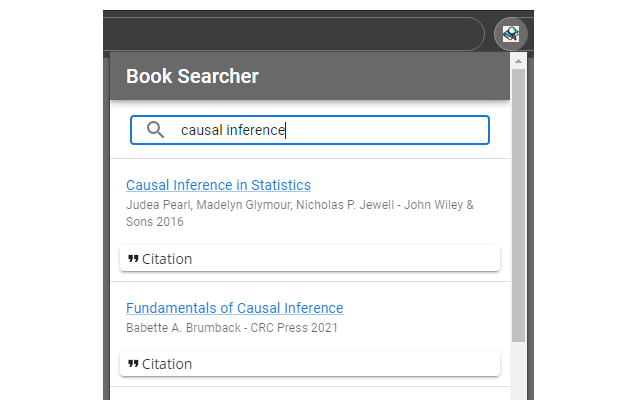 Book Searcher
causal inference
Causal Inference in Statistics
Judea Pearl, Madelyn Glymour, Nicholas P. Jewell - John Wiley &
Sons 2016
❞ Citation
Fundamentals of Causal Inference
Babette A. Brumback - CRC Press 2021
❞ Citation